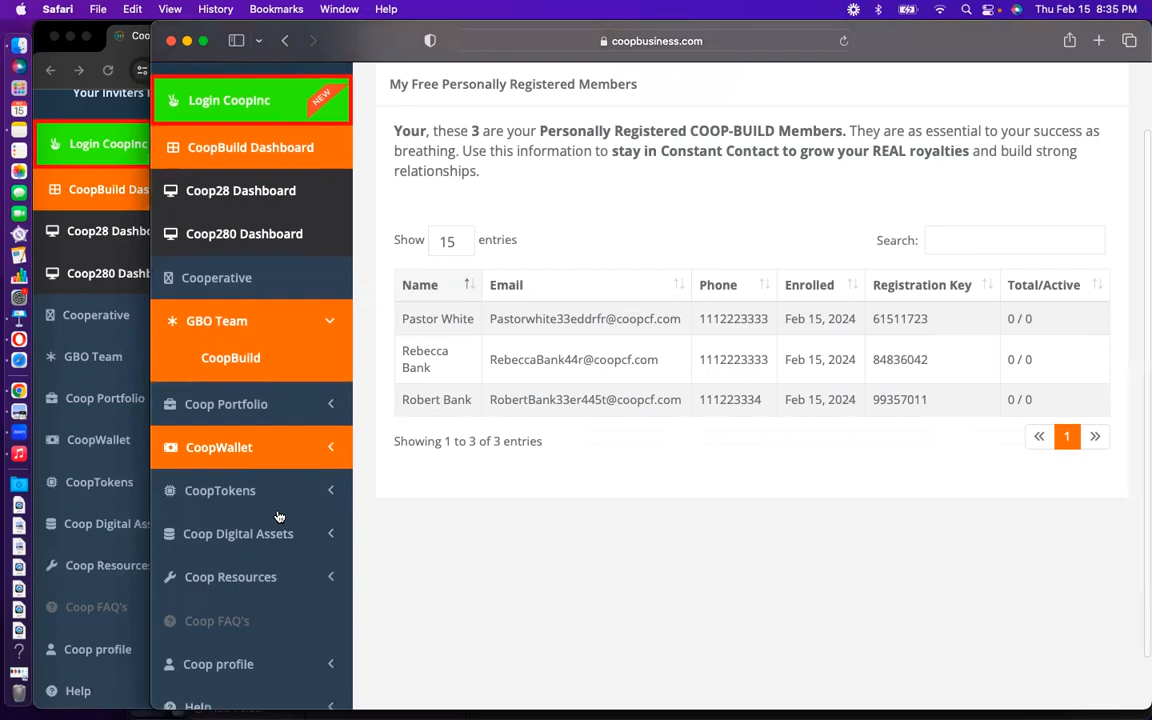 Safari File Edit View History Bookmarks Window Help Thu Feb 15 8:35 PM
Coo
coopbusiness.com
Your Inviters I
Login CoopInc
CoopBuild Das
Coop28 Dashbo
Coop280 Dashb
Cooperative
GBO Team
Coop Portfolio
CoopWallet
CoopTokens
Coop Digital Ass
Coop Resources
Coop FAQ's
Coop profile
Help
Login CoopInc NEW
CoopBuild Dashboard
Coop28 Dashboard
Coop280 Dashboard
Cooperative
GBO Team
CoopBuild
Coop Portfolio
CoopWallet
CoopTokens
Coop Digital Assets
Coop Resources
Coop FAQ's
Coop profile
Help
My Free Personally Registered Members
Your, these 3 are your Personally Registered COOP-BUILD Members. They are as essential to your success as
breathing. Use this information to stay in Constant Contact to grow your REAL royalties and build strong
relationships.
Show 15 entries Search:
Name Email Phone Enrolled Registration Key Total/Active
Pastor White Pastorwhite33eddrfr@coopcf.com 1112223333 Feb 15, 2024 61511723 0 / 0
Rebecca
Bank RebeccaBank44r@coopcf.com 1112223333 Feb 15, 2024 84836042 0 / 0
Robert Bank RobertBank33er445t@coopcf.com 111223334 Feb 15, 2024 99357011 0 / 0
Showing 1 to 3 of 3 entries « 1 »